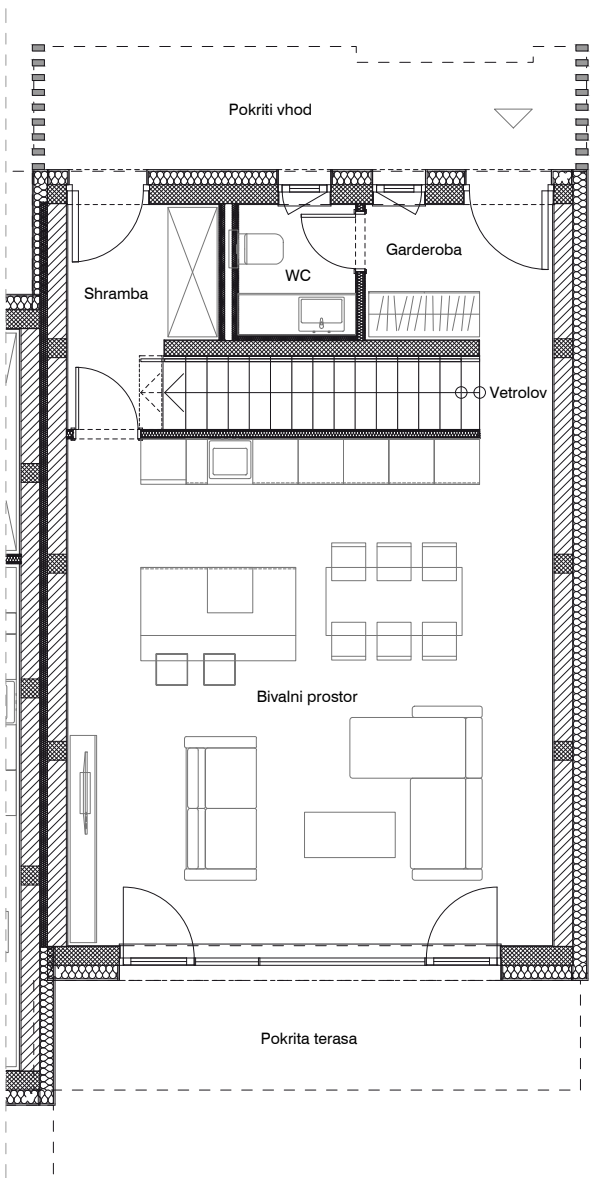 Pokriti vhod
Garderoba
WC
Shramba
Vetrolov
Bivalni prostor
Pokrita terasa